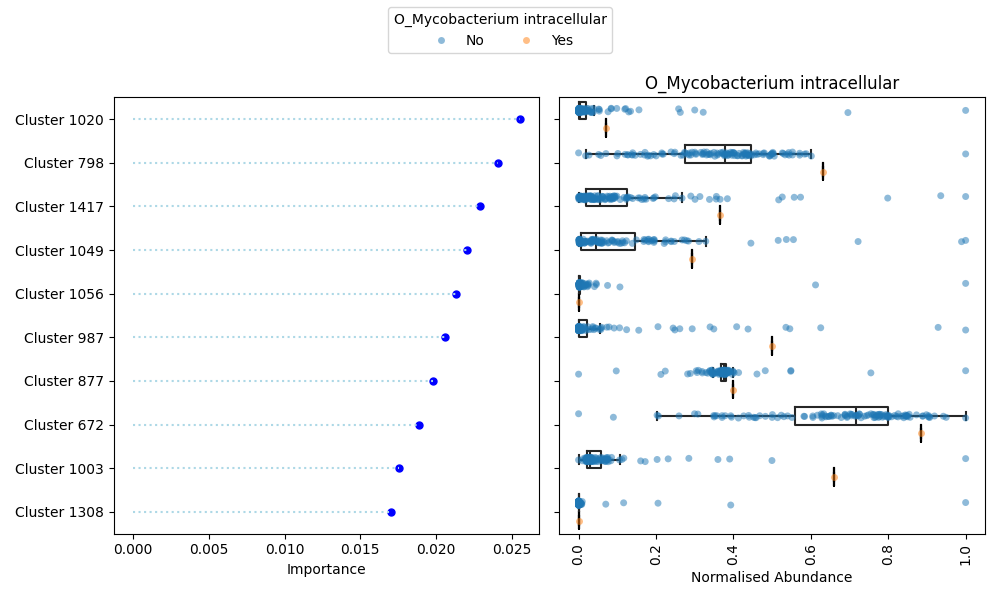 O_Mycobacterium intracellular
No Yes
O_Mycobacterium intracellular
Cluster 1020
Cluster 798
Cluster 1417
Cluster 1049
Cluster 1056
Cluster 987
Cluster 877
Cluster 672
Cluster 1003
Cluster 1308
0.000 0.005 0.010 0.015 0.020 0.025
Importance
0.0 0.2 0.4 0.6 0.8 1.0
Normalised Abundance